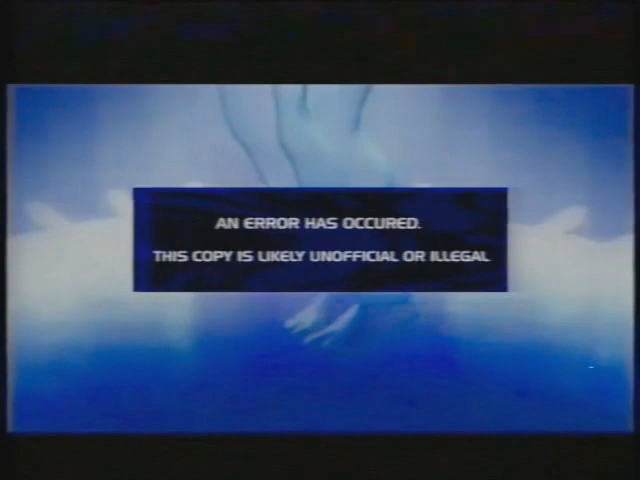 AN ERROR HAS OCCURED.
THIS COPY IS LIKELY UNOFFICIAL OR ILLEGAL